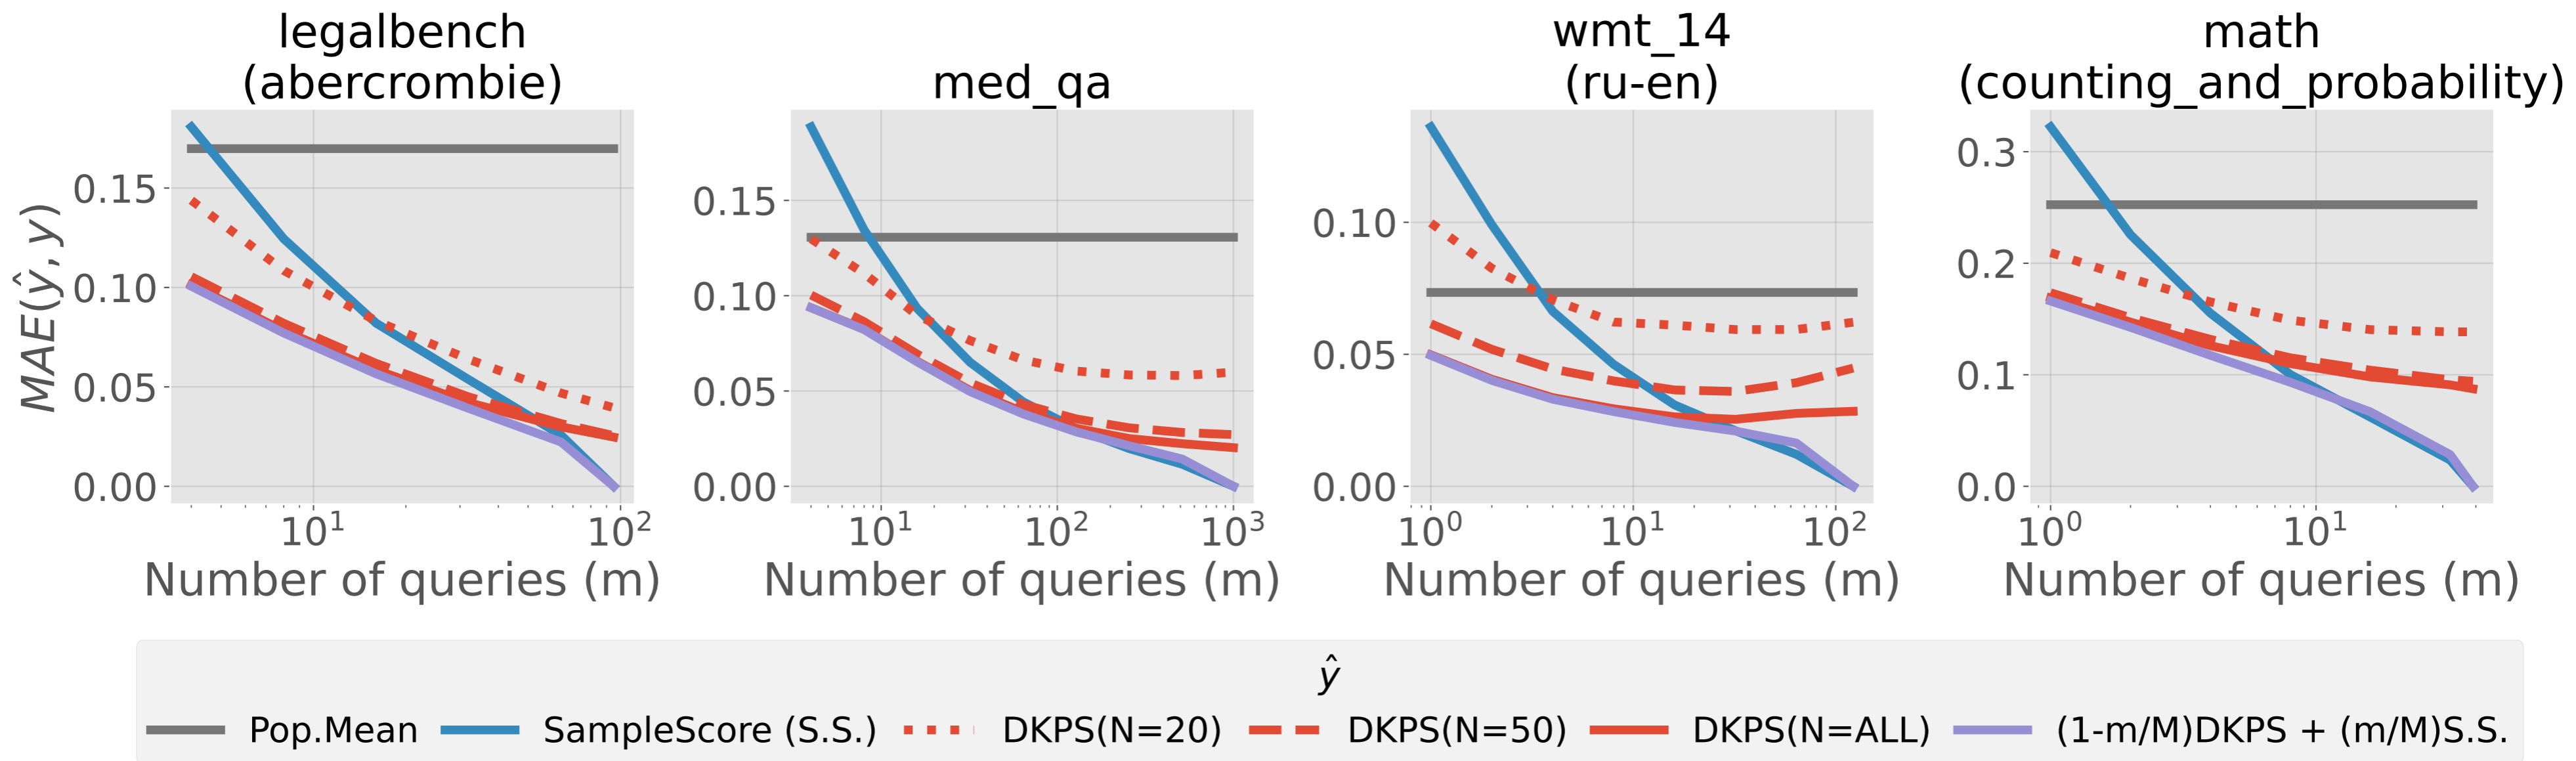 legalbench
(abercrombie)
med_qa
wmt_14
(ru-en)
math
(counting_and_probability)
MAE(ŷ, y)
0.15
0.10
0.05
0.00
10¹
10²
Number of queries (m)
0.15
0.10
0.05
0.00
10¹
10²
10³
Number of queries (m)
0.10
0.05
0.00
10⁰
10¹
10²
Number of queries (m)
0.3
0.2
0.1
0.0
10⁰
10¹
Number of queries (m)
ŷ
Pop.Mean SampleScore (S.S.) DKPS(N=20) DKPS(N=50) DKPS(N=ALL) (1-m/M)DKPS + (m/M)S.S.